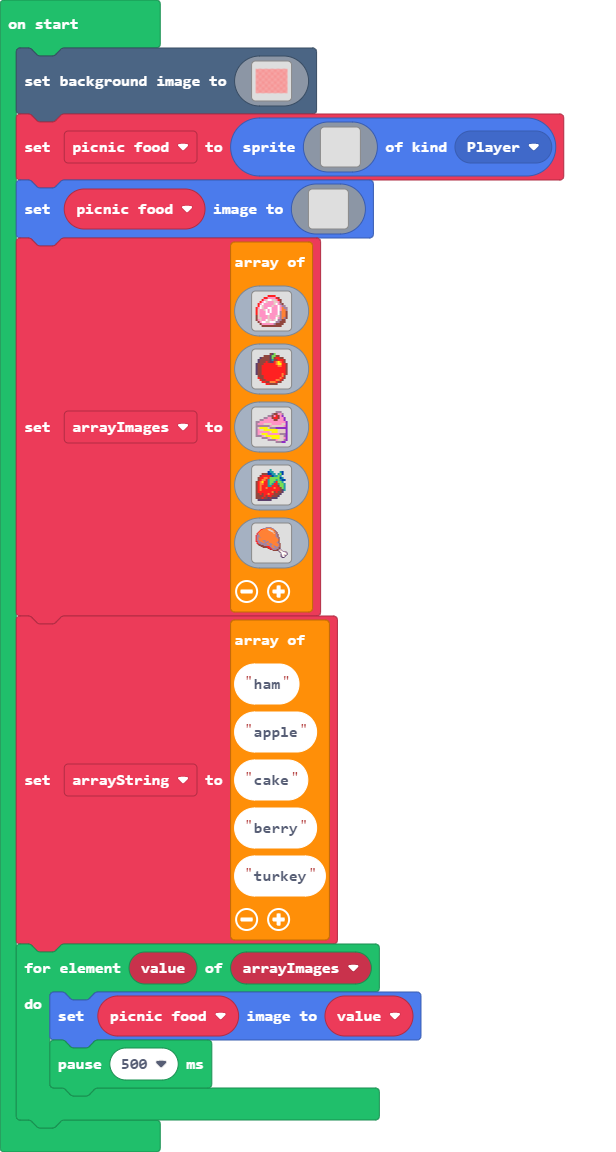 on start
set background image to
set picnic food to sprite of kind Player
set picnic food image to
array of
set arrayImages to
array of
"ham"
"apple"
"cake"
set arrayString to
"berry"
"turkey"
for element value of arrayImages
do
set picnic food image to value
pause 500 ms